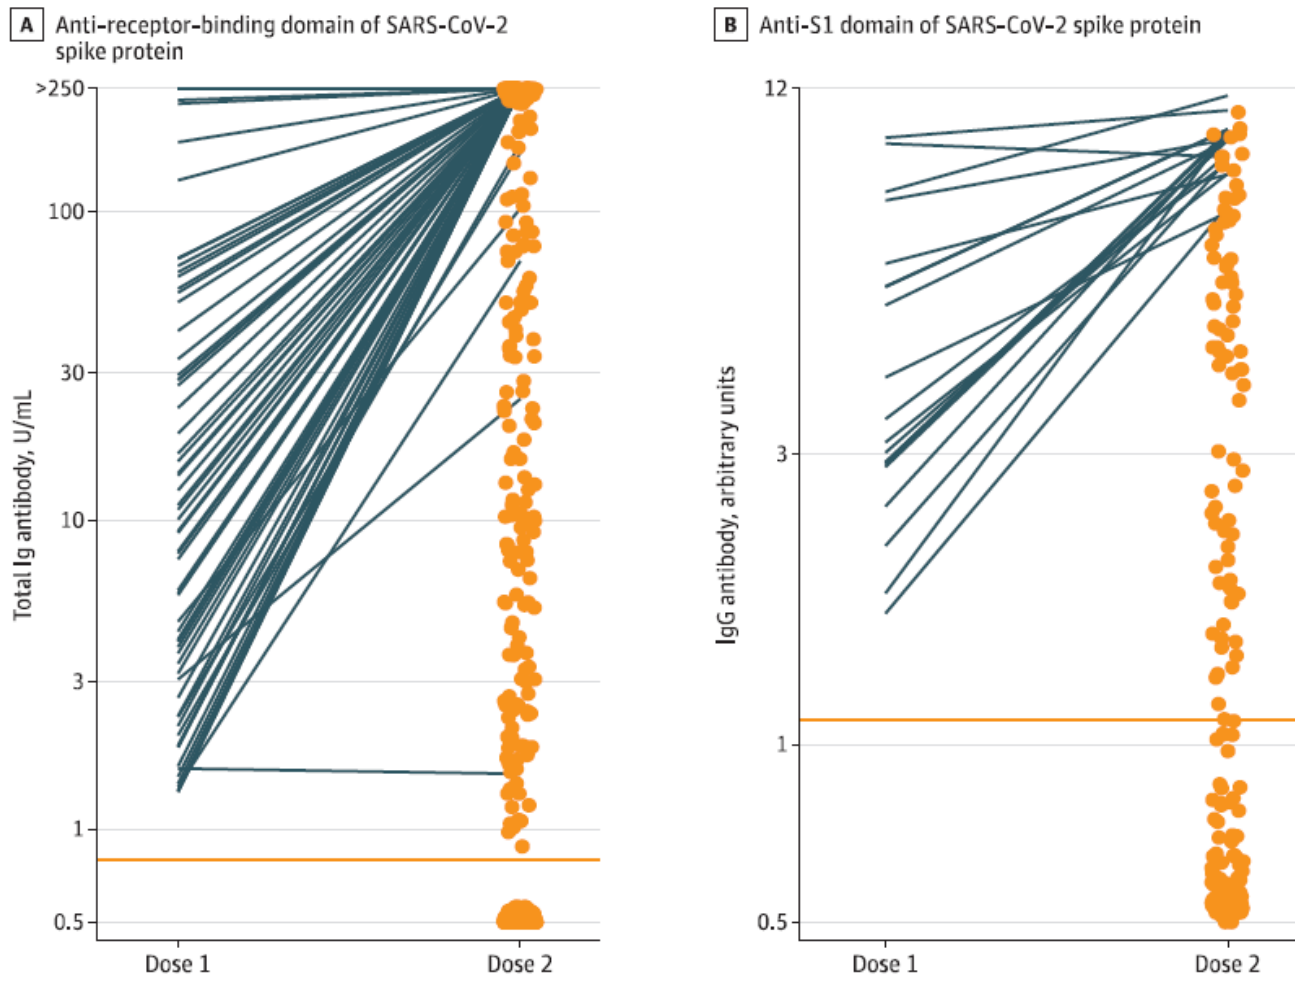 A Anti-receptor-binding domain of SARS-CoV-2
spike protein
>250
100
30
10
3
1
0.5
Total Ig antibody, U/mL
Dose 1 Dose 2
B Anti-S1 domain of SARS-CoV-2 spike protein
12
3
1
0.5
IgG antibody, arbitrary units
Dose 1 Dose 2